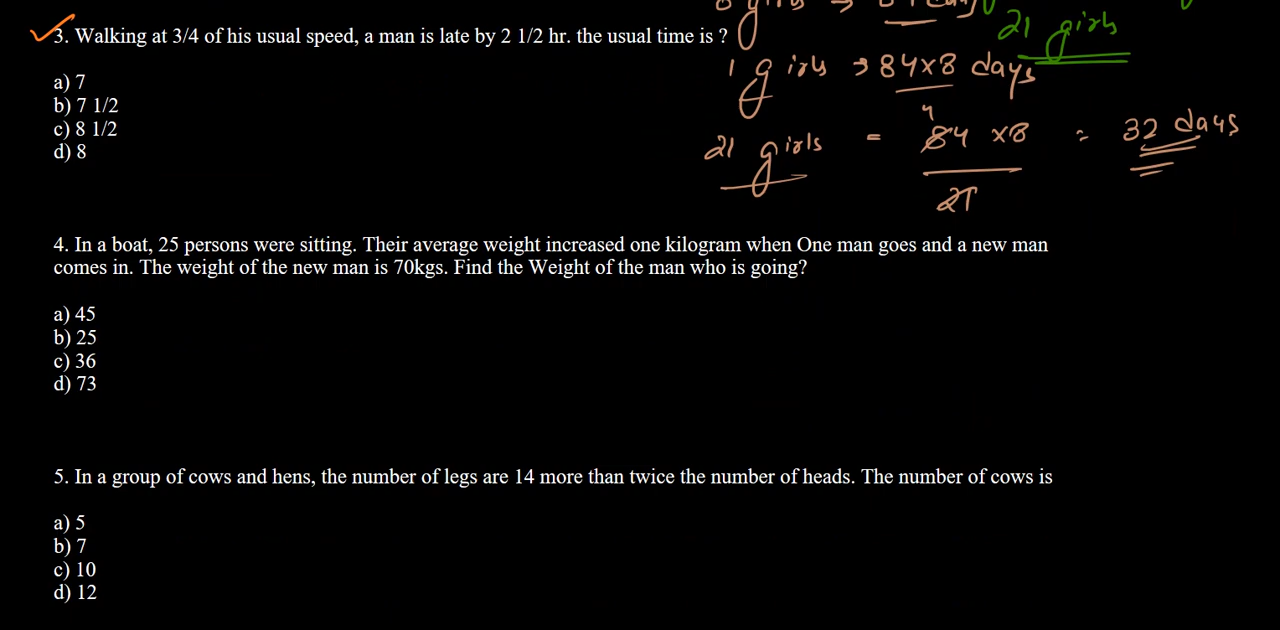 21 girls
3. Walking at 3/4 of his usual speed, a man is late by 2 1/2 hr. the usual time is ?
1 girls → 84×8 days
a) 7
b) 7 1/2
c) 8 1/2
d) 8
4
21 girls = 84 ×8 = 32 days
21
4. In a boat, 25 persons were sitting. Their average weight increased one kilogram when One man goes and a new man
comes in. The weight of the new man is 70kgs. Find the Weight of the man who is going?
a) 45
b) 25
c) 36
d) 73
5. In a group of cows and hens, the number of legs are 14 more than twice the number of heads. The number of cows is
a) 5
b) 7
c) 10
d) 12